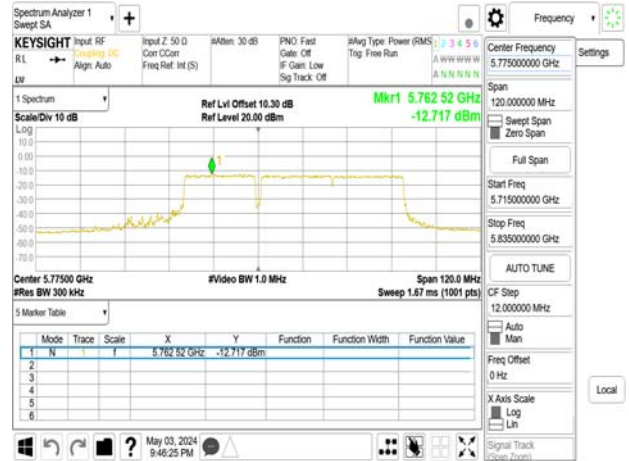 Spectrum Analyzer 1
Swept SA
+
Frequency
KEYSIGHT
RL
LV
Input: RF
Coupling: DC
Align: Auto
Input Z: 50 Ω
Corr CCorr
Freq Ref: Int (S)
#Atten: 30 dB
PNO: Fast
Gate: Off
IF Gain: Low
Sig Track: Off
#Avg Type: Power (RMS
Trig: Free Run
1 2 3 4 5 6
A W W W W W
A N N N N N
1 Spectrum
Scale/Div 10 dB
Ref Lvl Offset 10.30 dB
Ref Level 20.00 dBm
Mkr1 5.762 52 GHz
-12.717 dBm
Log
10.0
0.00
-10.0
-20.0
-30.0
-40.0
-50.0
-60.0
-70.0
1
Center 5.77500 GHz
#Res BW 300 kHz
#Video BW 1.0 MHz
Span 120.0 MHz
Sweep 1.67 ms (1001 pts)
5 Marker Table
Mode Trace Scale X Y Function Function Width Function Value
1 N 1 f 5.762 52 GHz -12.717 dBm
2
3
4
5
6
?
May 03, 2024
9:46:25 PM
Center Frequency
5.775000000 GHz
Span
120.000000 MHz
Swept Span
Zero Span
Full Span
Start Freq
5.715000000 GHz
Stop Freq
5.835000000 GHz
AUTO TUNE
CF Step
12.000000 MHz
Auto
Man
Freq Offset
0 Hz
X Axis Scale
Log
Lin
Signal Track
(Span Zoom)
Settings
Local